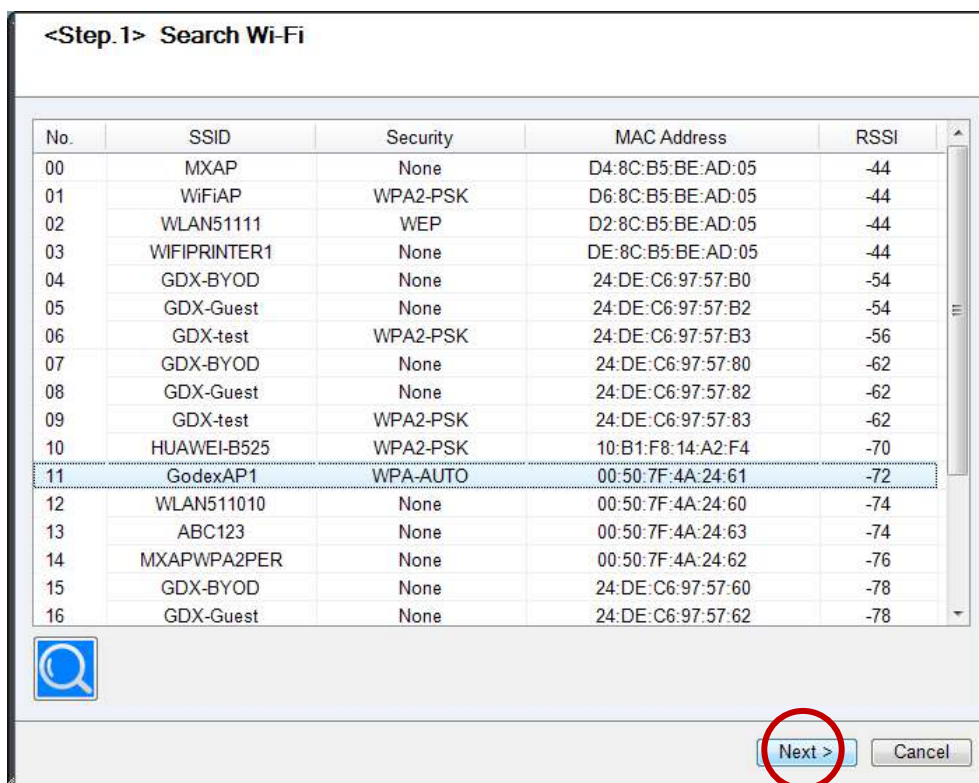 <Step.1> Search Wi-Fi
No. SSID Security MAC Address RSSI
00 MXAP None D4:8C:B5:BE:AD:05 -44
01 WiFiAP WPA2-PSK D6:8C:B5:BE:AD:05 -44
02 WLAN51111 WEP D2:8C:B5:BE:AD:05 -44
03 WIFIPRINTER1 None DE:8C:B5:BE:AD:05 -44
04 GDX-BYOD None 24:DE:C6:97:57:B0 -54
05 GDX-Guest None 24:DE:C6:97:57:B2 -54
06 GDX-test WPA2-PSK 24:DE:C6:97:57:B3 -56
07 GDX-BYOD None 24:DE:C6:97:57:80 -62
08 GDX-Guest None 24:DE:C6:97:57:82 -62
09 GDX-test WPA2-PSK 24:DE:C6:97:57:83 -62
10 HUAWEI-B525 WPA2-PSK 10:B1:F8:14:A2:F4 -70
11 GodexAP1 WPA-AUTO 00:50:7F:4A:24:61 -72
12 WLAN511010 None 00:50:7F:4A:24:60 -74
13 ABC123 None 00:50:7F:4A:24:63 -74
14 MXAPWPA2PER None 00:50:7F:4A:24:62 -76
15 GDX-BYOD None 24:DE:C6:97:57:60 -78
16 GDX-Guest None 24:DE:C6:97:57:62 -78
Next > Cancel